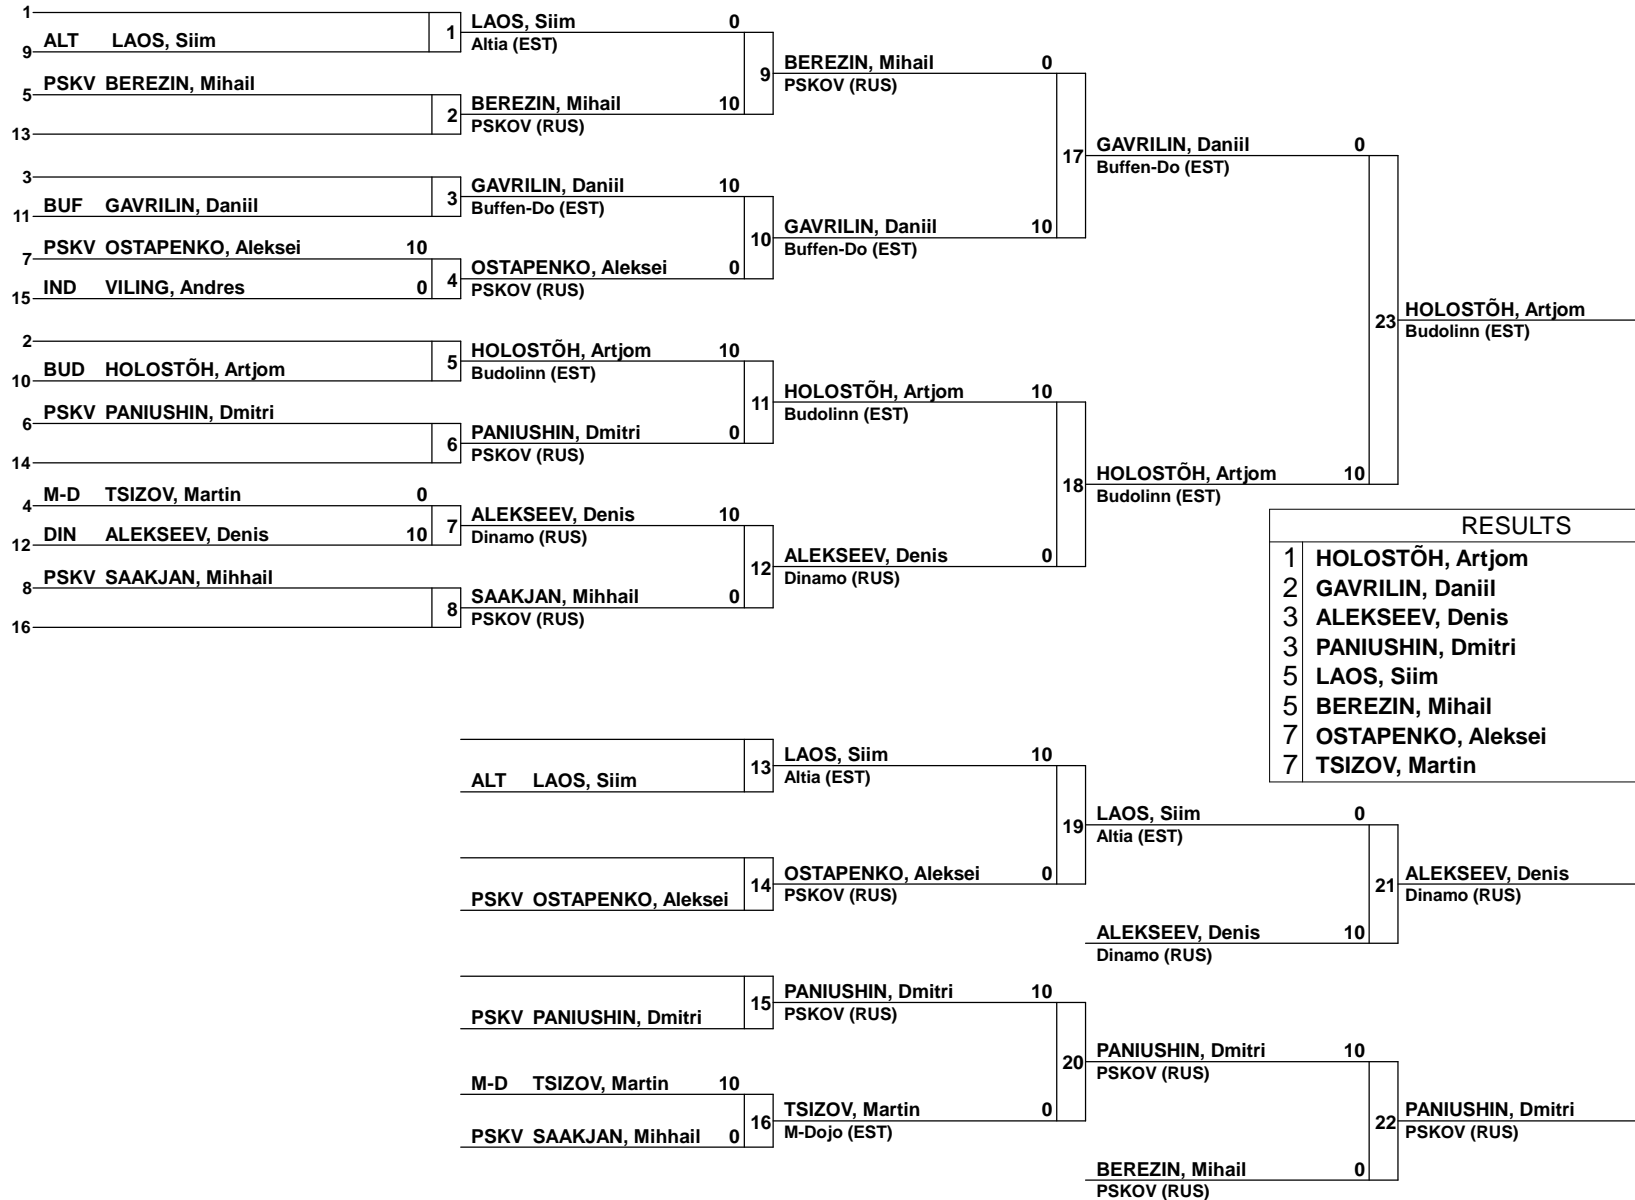 1
ALT LAOS, Siim
9
1
LAOS, Siim 0
Altia (EST)
PSKV BEREZIN, Mihail
5
13
2
BEREZIN, Mihail 10
PSKOV (RUS)
9
BEREZIN, Mihail 0
PSKOV (RUS)
3
BUF GAVRILIN, Daniil
11
3
GAVRILIN, Daniil 10
Buffen-Do (EST)
PSKV OSTAPENKO, Aleksei 10
7
IND VILING, Andres 0
15
4
OSTAPENKO, Aleksei 0
PSKOV (RUS)
10
GAVRILIN, Daniil 10
Buffen-Do (EST)
17
GAVRILIN, Daniil 0
Buffen-Do (EST)
2
BUD HOLOSTÕH, Artjom
10
5
HOLOSTÕH, Artjom 10
Budolinn (EST)
PSKV PANIUSHIN, Dmitri
6
14
6
PANIUSHIN, Dmitri 0
PSKOV (RUS)
11
HOLOSTÕH, Artjom 10
Budolinn (EST)
M-D TSIZOV, Martin 0
4
DIN ALEKSEEV, Denis 10
12
7
ALEKSEEV, Denis 10
Dinamo (RUS)
PSKV SAAKJAN, Mihhail
8
16
8
SAAKJAN, Mihhail 0
PSKOV (RUS)
12
ALEKSEEV, Denis 0
Dinamo (RUS)
18
HOLOSTÕH, Artjom 10
Budolinn (EST)
23
HOLOSTÕH, Artjom
Budolinn (EST)
RESULTS
1 HOLOSTÕH, Artjom
2 GAVRILIN, Daniil
3 ALEKSEEV, Denis
3 PANIUSHIN, Dmitri
5 LAOS, Siim
5 BEREZIN, Mihail
7 OSTAPENKO, Aleksei
7 TSIZOV, Martin
ALT LAOS, Siim
13
LAOS, Siim 10
Altia (EST)
PSKV OSTAPENKO, Aleksei
14
OSTAPENKO, Aleksei 0
PSKOV (RUS)
19
LAOS, Siim 0
Altia (EST)
ALEKSEEV, Denis 10
Dinamo (RUS)
21
ALEKSEEV, Denis
Dinamo (RUS)
PSKV PANIUSHIN, Dmitri
15
PANIUSHIN, Dmitri 10
PSKOV (RUS)
M-D TSIZOV, Martin 10
PSKV SAAKJAN, Mihhail 0
16
TSIZOV, Martin 0
M-Dojo (EST)
20
PANIUSHIN, Dmitri 10
PSKOV (RUS)
BEREZIN, Mihail 0
PSKOV (RUS)
22
PANIUSHIN, Dmitri
PSKOV (RUS)